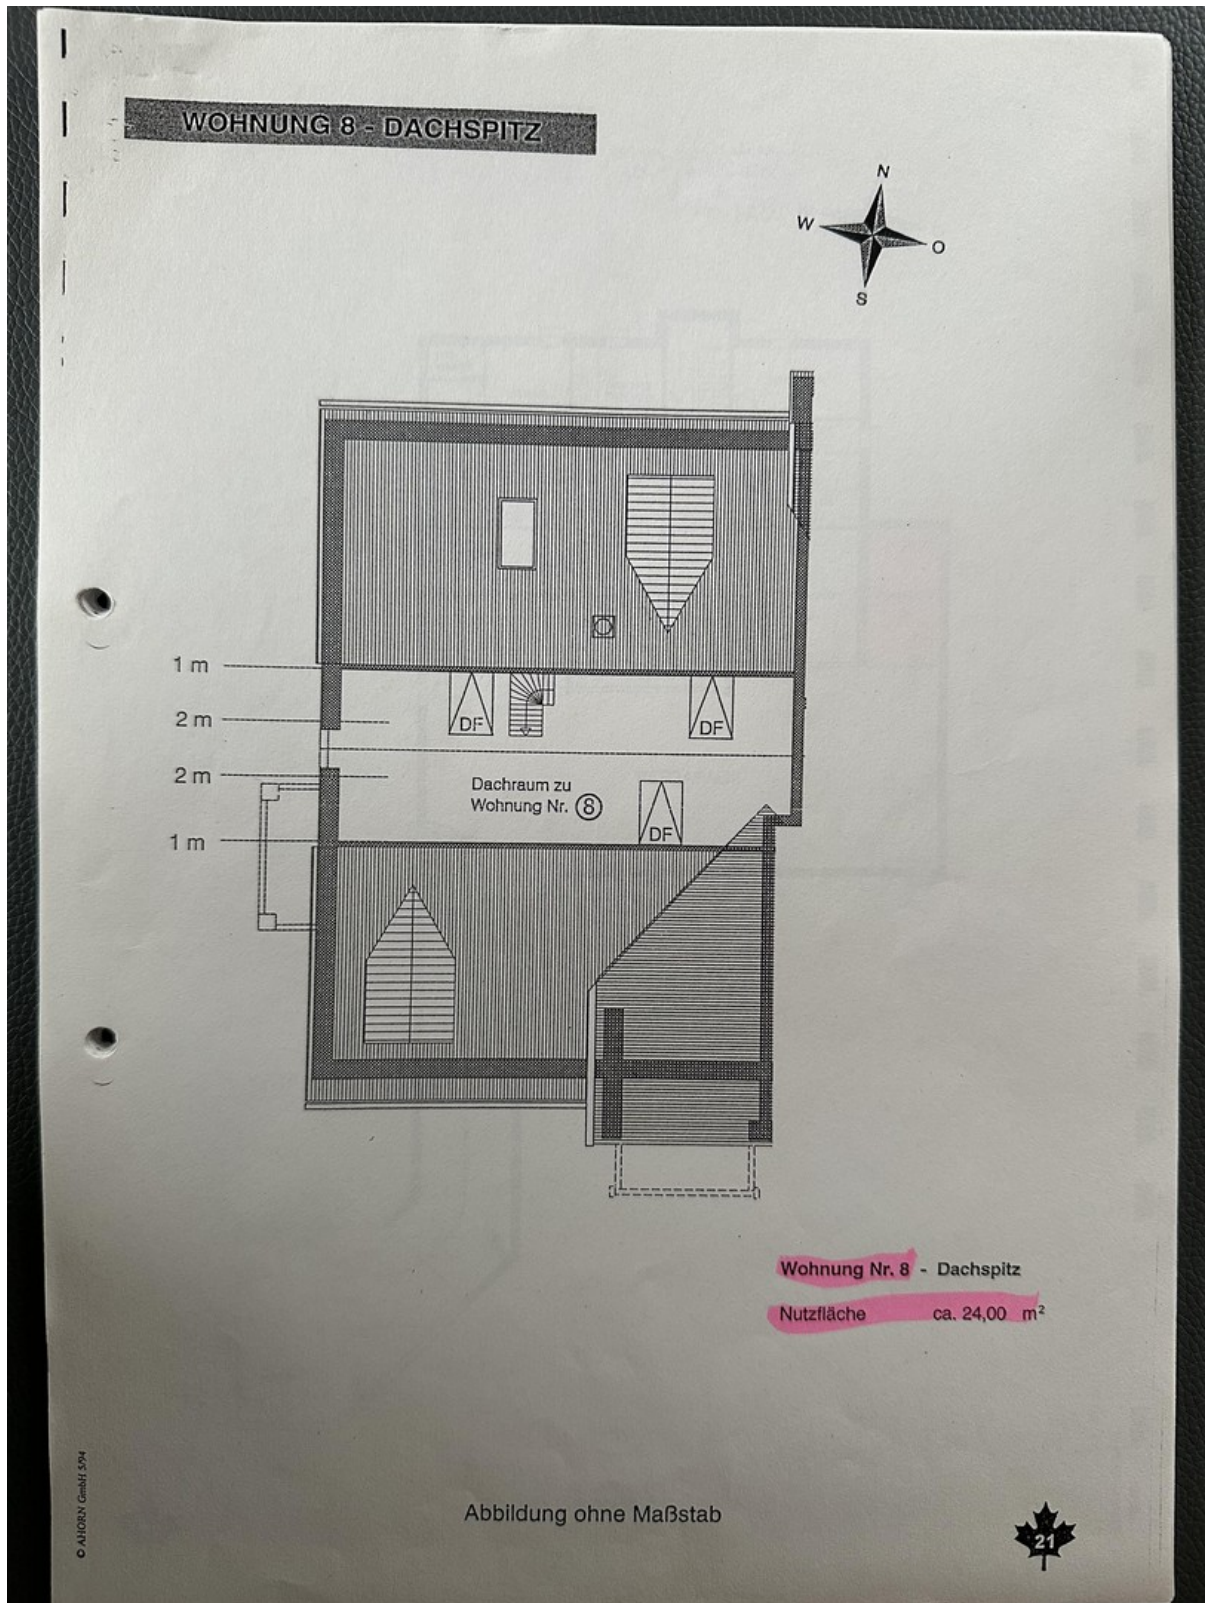 WOHNUNG 8 - DACHSPITZ
N
W
O
S
1 m
2 m
DF
DF
2 m
Dachraum zu
Wohnung Nr. 8
DF
1 m
Wohnung Nr. 8 - Dachspitz
Nutzfläche ca. 24,00 m²
© AHORN GmbH 5/94
Abbildung ohne Maßstab
21